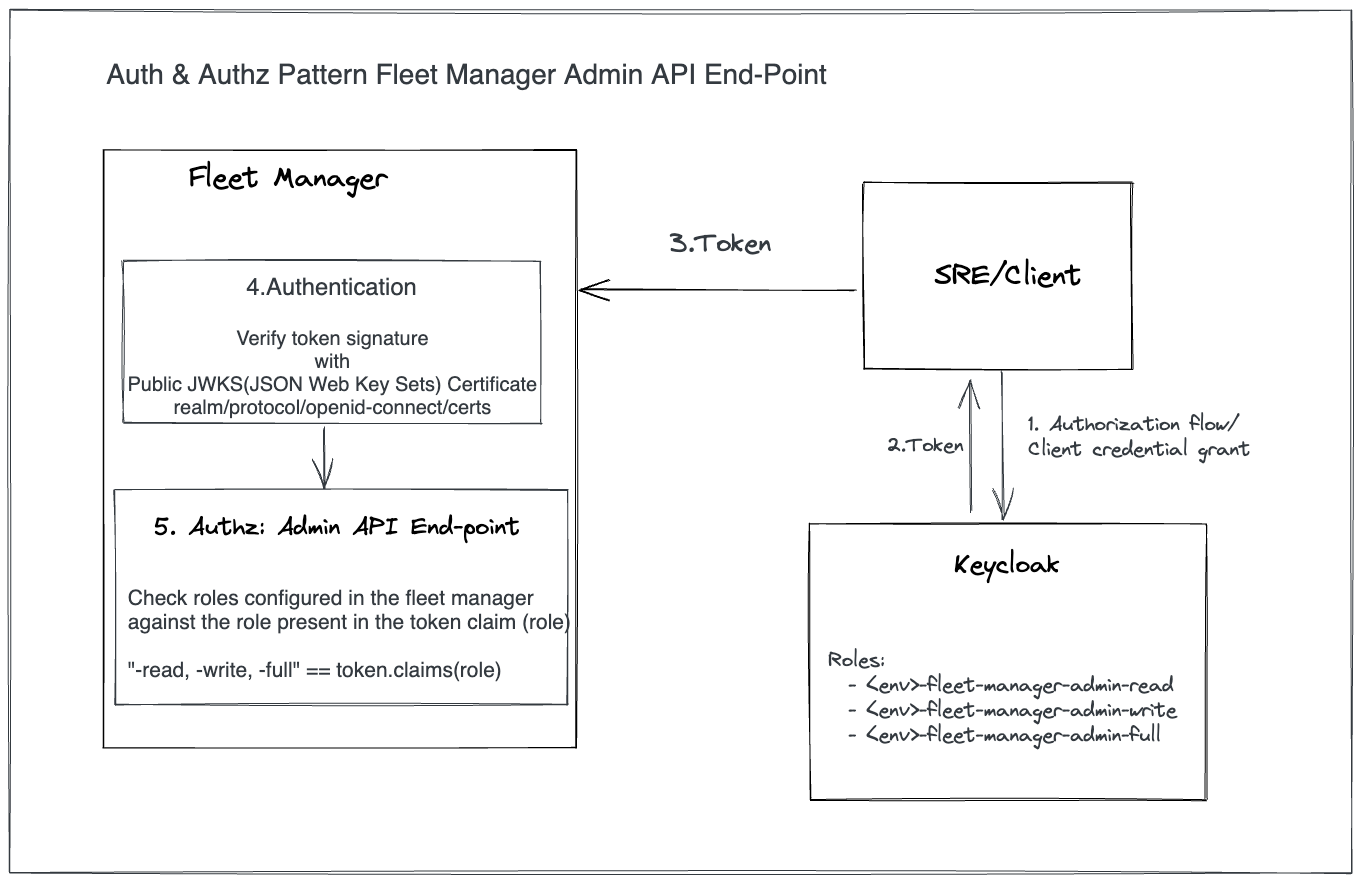 Auth & Authz Pattern Fleet Manager Admin API End-Point
Fleet Manager
4.Authentication
Verify token signature
with
Public JWKS(JSON Web Key Sets) Certificate
realm/protocol/openid-connect/certs
5. Authz: Admin API End-point
Check roles configured in the fleet manager
against the role present in the token claim (role)
"-read, -write, -full" == token.claims(role)
3.Token
SRE/Client
2.Token
1. Authorization flow/
Client credential grant
Keycloak
Roles:
- <env>-fleet-manager-admin-read
- <env>-fleet-manager-admin-write
- <env>-fleet-manager-admin-full